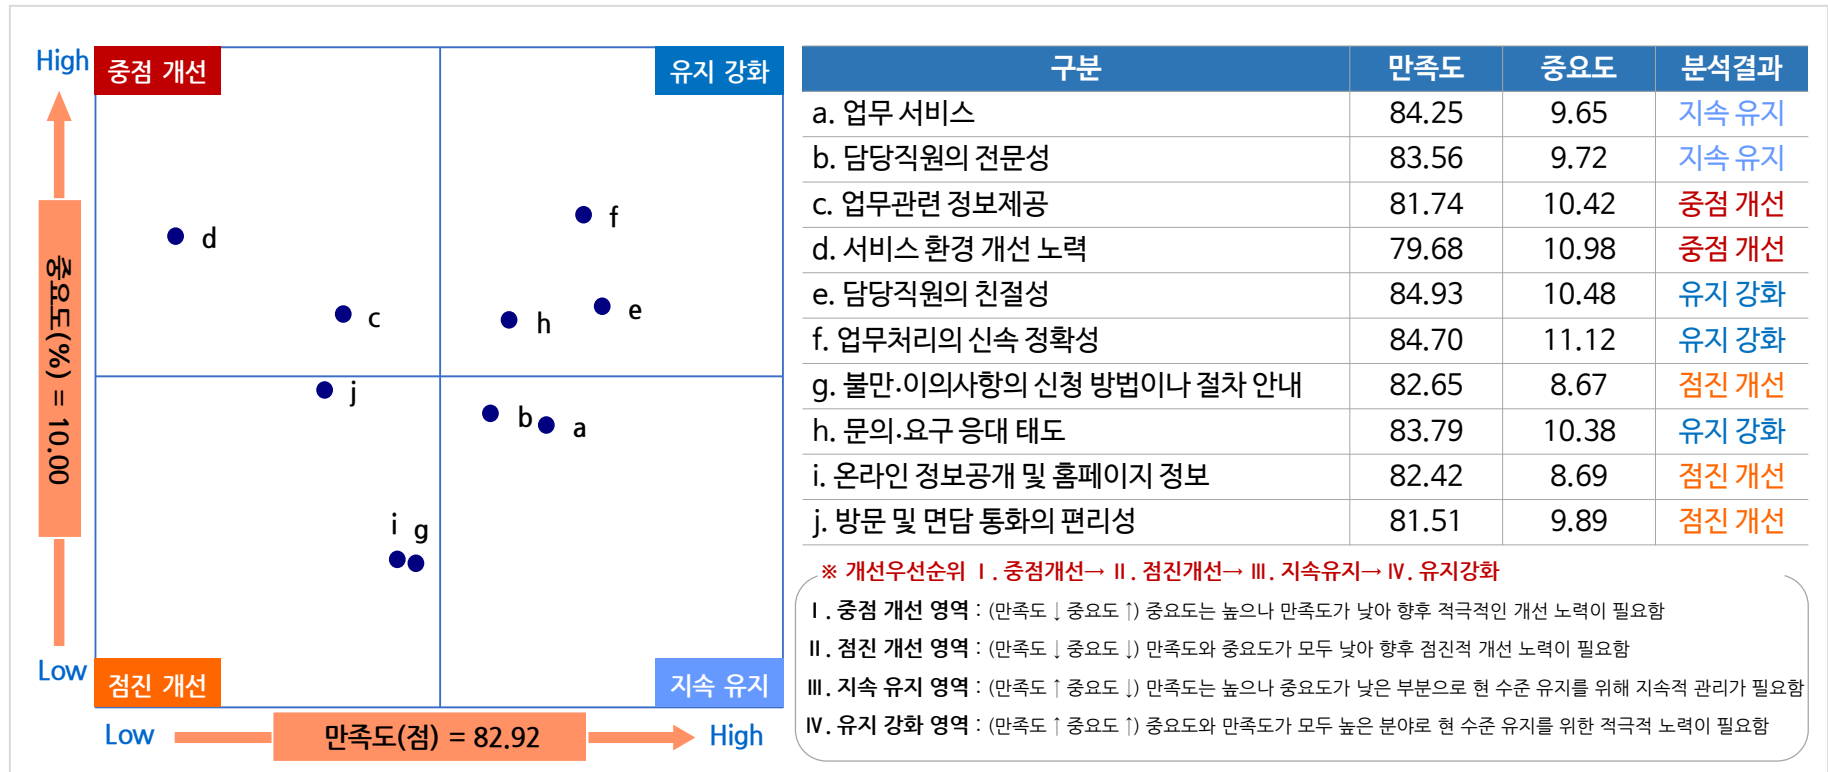 High
중점 개선
유지 강화
d
f
c
h
e
j
b
a
i
g
중요도(%) = 10.00
Low
점진 개선
지속 유지
Low
만족도(점) = 82.92
High
구분 만족도 중요도 분석결과
a. 업무 서비스 84.25 9.65 지속 유지
b. 담당직원의 전문성 83.56 9.72 지속 유지
c. 업무관련 정보제공 81.74 10.42 중점 개선
d. 서비스 환경 개선 노력 79.68 10.98 중점 개선
e. 담당직원의 친절성 84.93 10.48 유지 강화
f. 업무처리의 신속 정확성 84.70 11.12 유지 강화
g. 불만·이의사항의 신청 방법이나 절차 안내 82.65 8.67 점진 개선
h. 문의·요구 응대 태도 83.79 10.38 유지 강화
i. 온라인 정보공개 및 홈페이지 정보 82.42 8.69 점진 개선
j. 방문 및 면담 통화의 편리성 81.51 9.89 점진 개선
※ 개선우선순위 Ⅰ. 중점개선→ Ⅱ. 점진개선→ Ⅲ. 지속유지→ Ⅳ. 유지강화
Ⅰ. 중점 개선 영역 : (만족도↓ 중요도↑) 중요도는 높으나 만족도가 낮아 향후 적극적인 개선 노력이 필요함
Ⅱ. 점진 개선 영역 : (만족도↓ 중요도↓) 만족도와 중요도가 모두 낮아 향후 점진적 개선 노력이 필요함
Ⅲ. 지속 유지 영역 : (만족도↑ 중요도↓) 만족도는 높으나 중요도가 낮은 부분으로 현 수준 유지를 위해 지속적 관리가 필요함
Ⅳ. 유지 강화 영역 : (만족도↑ 중요도↑) 중요도와 만족도가 모두 높은 분야로 현 수준 유지를 위한 적극적 노력이 필요함